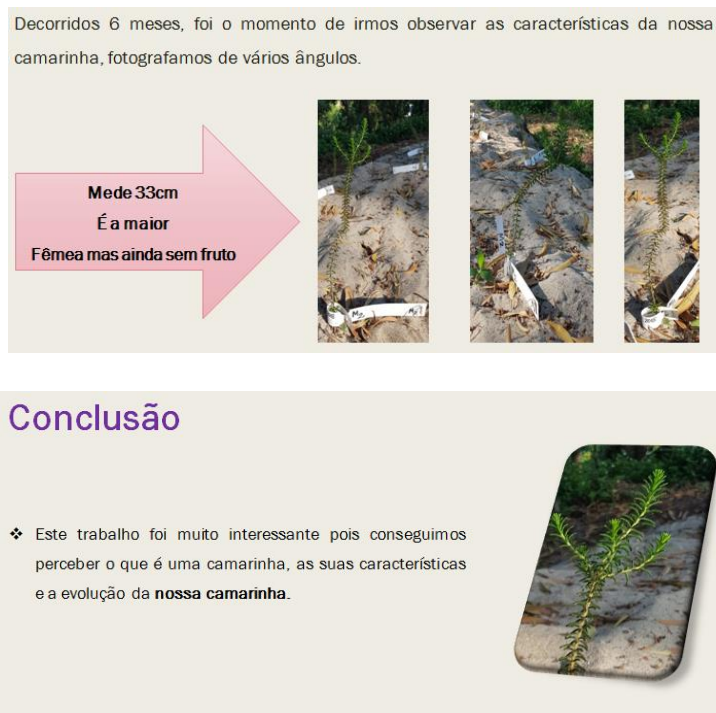 Decorridos 6 meses, foi o momento de irmos observar as características da nossa
camarinha, fotografamos de vários ângulos.
Mede 33cm
É a maior
Fêmea mas ainda sem fruto
Conclusão
❖ Este trabalho foi muito interessante pois conseguimos
perceber o que é uma camarinha, as suas características
e a evolução da nossa camarinha.